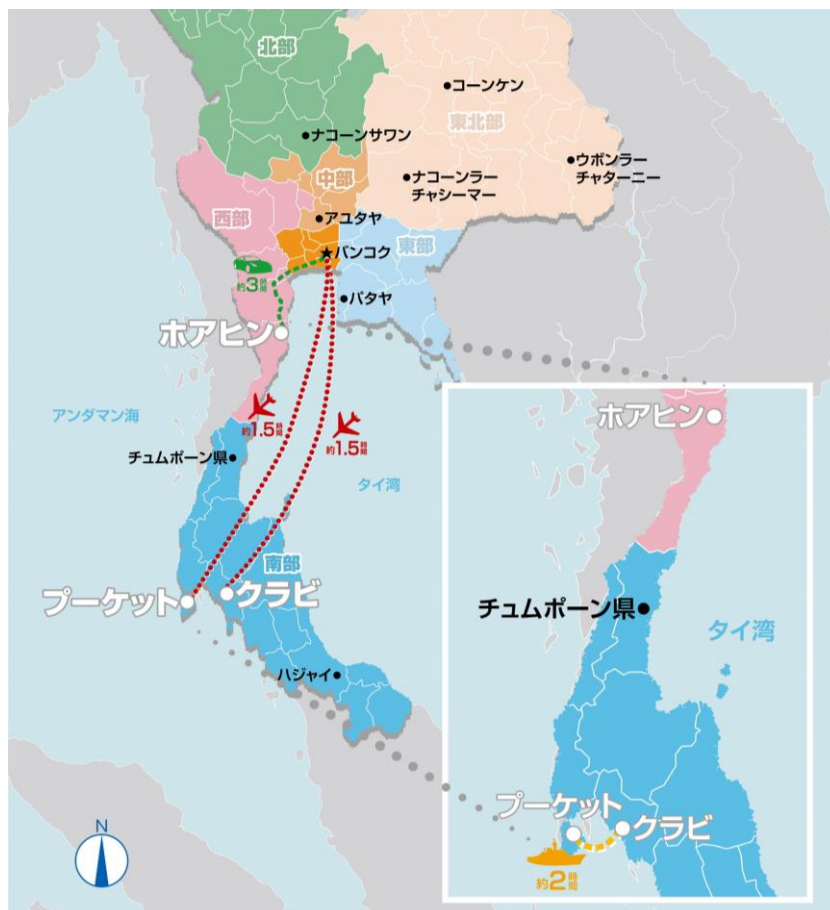 北部
コーンケン
東北部
ナコーンサワン
ウボンラー
チャターニー
中部
ナコーンラー
チャシーマー
西部
アユタヤ
バンコク
東部
約3時間
パタヤ
ホアヒン
アンダマン海
約1.5時間
約1.5時間
チュムポーン県
タイ湾
南部
プーケット
クラビ
ハジャイ
N
ホアヒン
チュムポーン県
タイ湾
プーケット
クラビ
約2時間